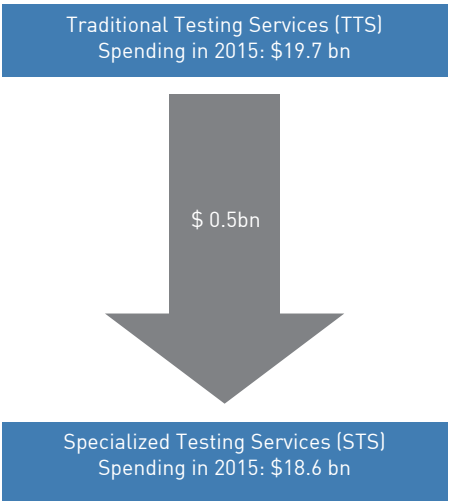 Traditional Testing Services (TTS)
Spending in 2015: $19.7 bn
$ 0.5bn
Specialized Testing Services (STS)
Spending in 2015: $18.6 bn